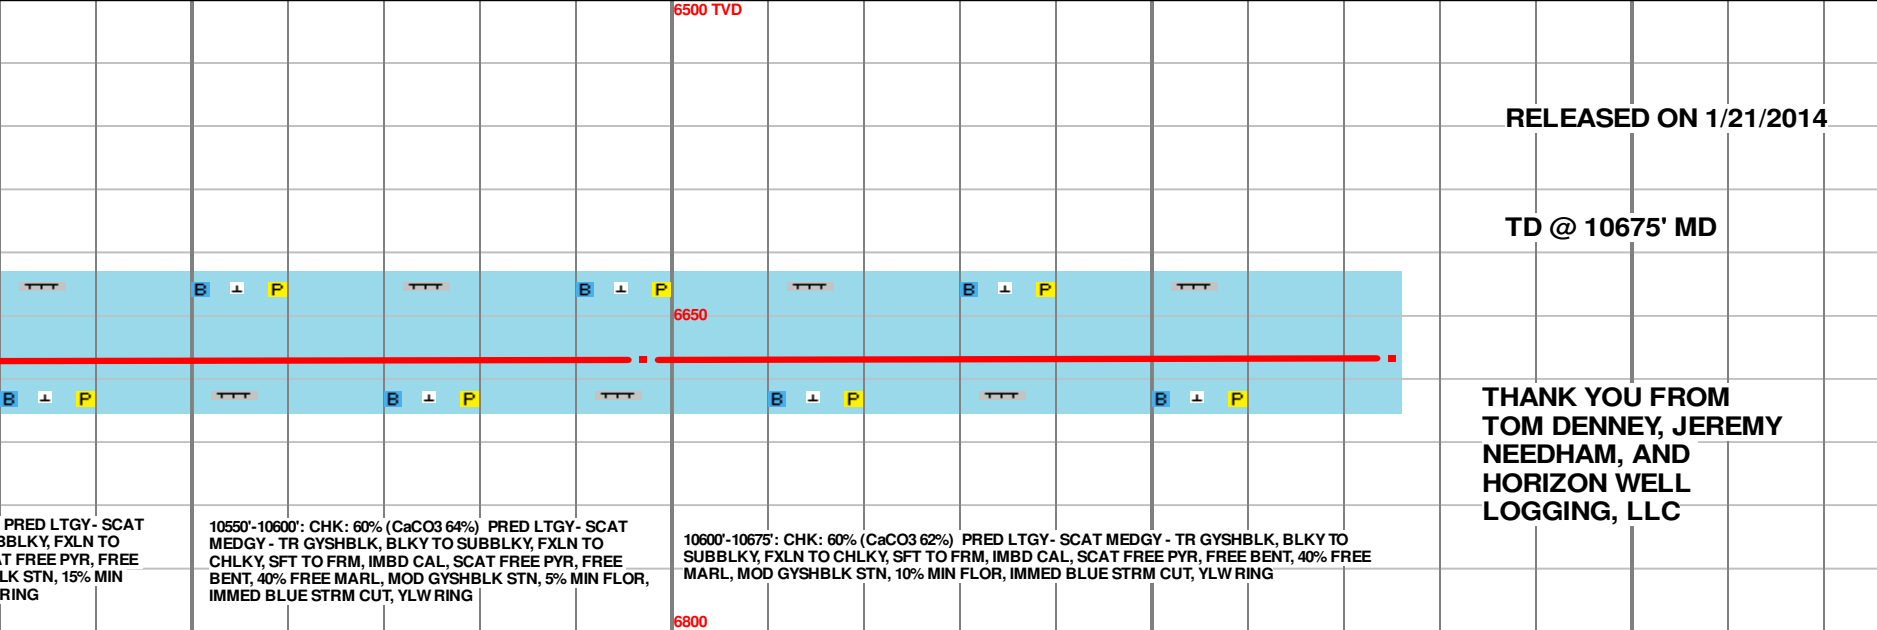 6500 TVD
RELEASED ON 1/21/2014
TD @ 10675' MD
B P B P B P
6650
B P B P B P B P
THANK YOU FROM
TOM DENNEY, JEREMY
NEEDHAM, AND
HORIZON WELL
LOGGING, LLC
PRED LTGY- SCAT
BBLKY, FXLN TO
AT FREE PYR, FREE
LK STN, 15% MIN
RING
10550'-10600': CHK: 60% (CaCO3 64%) PRED LTGY- SCAT
MEDGY - TR GYSHBLK, BLKY TO SUBBLKY, FXLN TO
CHLKY, SFT TO FRM, IMBD CAL, SCAT FREE PYR, FREE
BENT, 40% FREE MARL, MOD GYSHBLK STN, 5% MIN FLOR,
IMMED BLUE STRM CUT, YLW RING
10600'-10675': CHK: 60% (CaCO3 62%) PRED LTGY- SCAT MEDGY - TR GYSHBLK, BLKY TO
SUBBLKY, FXLN TO CHLKY, SFT TO FRM, IMBD CAL, SCAT FREE PYR, FREE BENT, 40% FREE
MARL, MOD GYSHBLK STN, 10% MIN FLOR, IMMED BLUE STRM CUT, YLW RING
6800